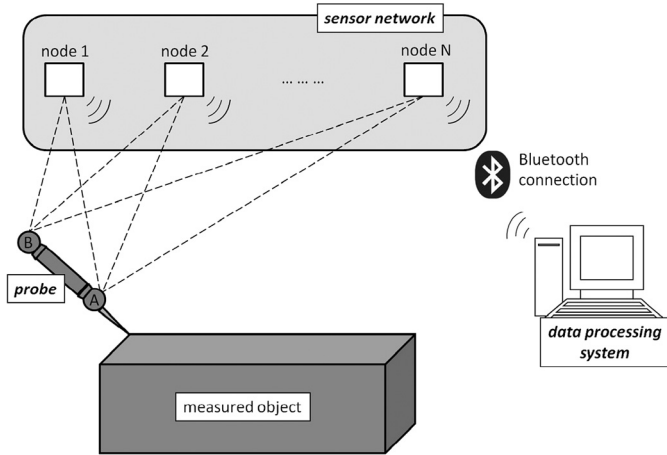 sensor network
node 1
node 2
... ... ...
node N
Bluetooth
connection
B
probe
A
data processing
system
measured object